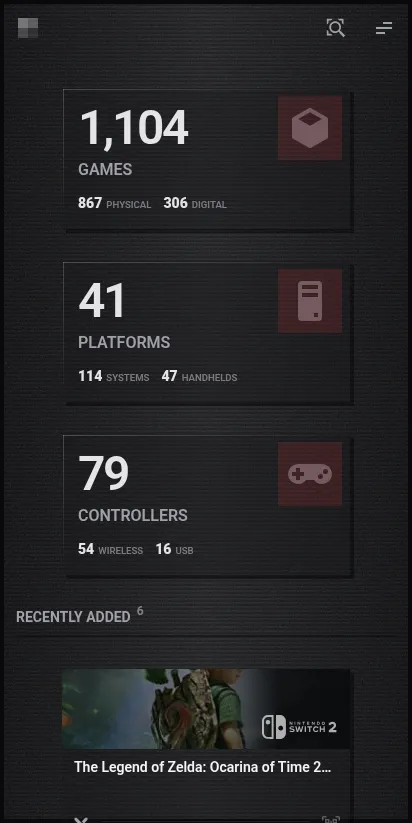 1,104
GAMES
867 PHYSICAL 306 DIGITAL
41
PLATFORMS
114 SYSTEMS 47 HANDHELDS
79
CONTROLLERS
54 WIRELESS 16 USB
RECENTLY ADDED 6
NINTENDO
SWITCH 2
The Legend of Zelda: Ocarina of Time 2...